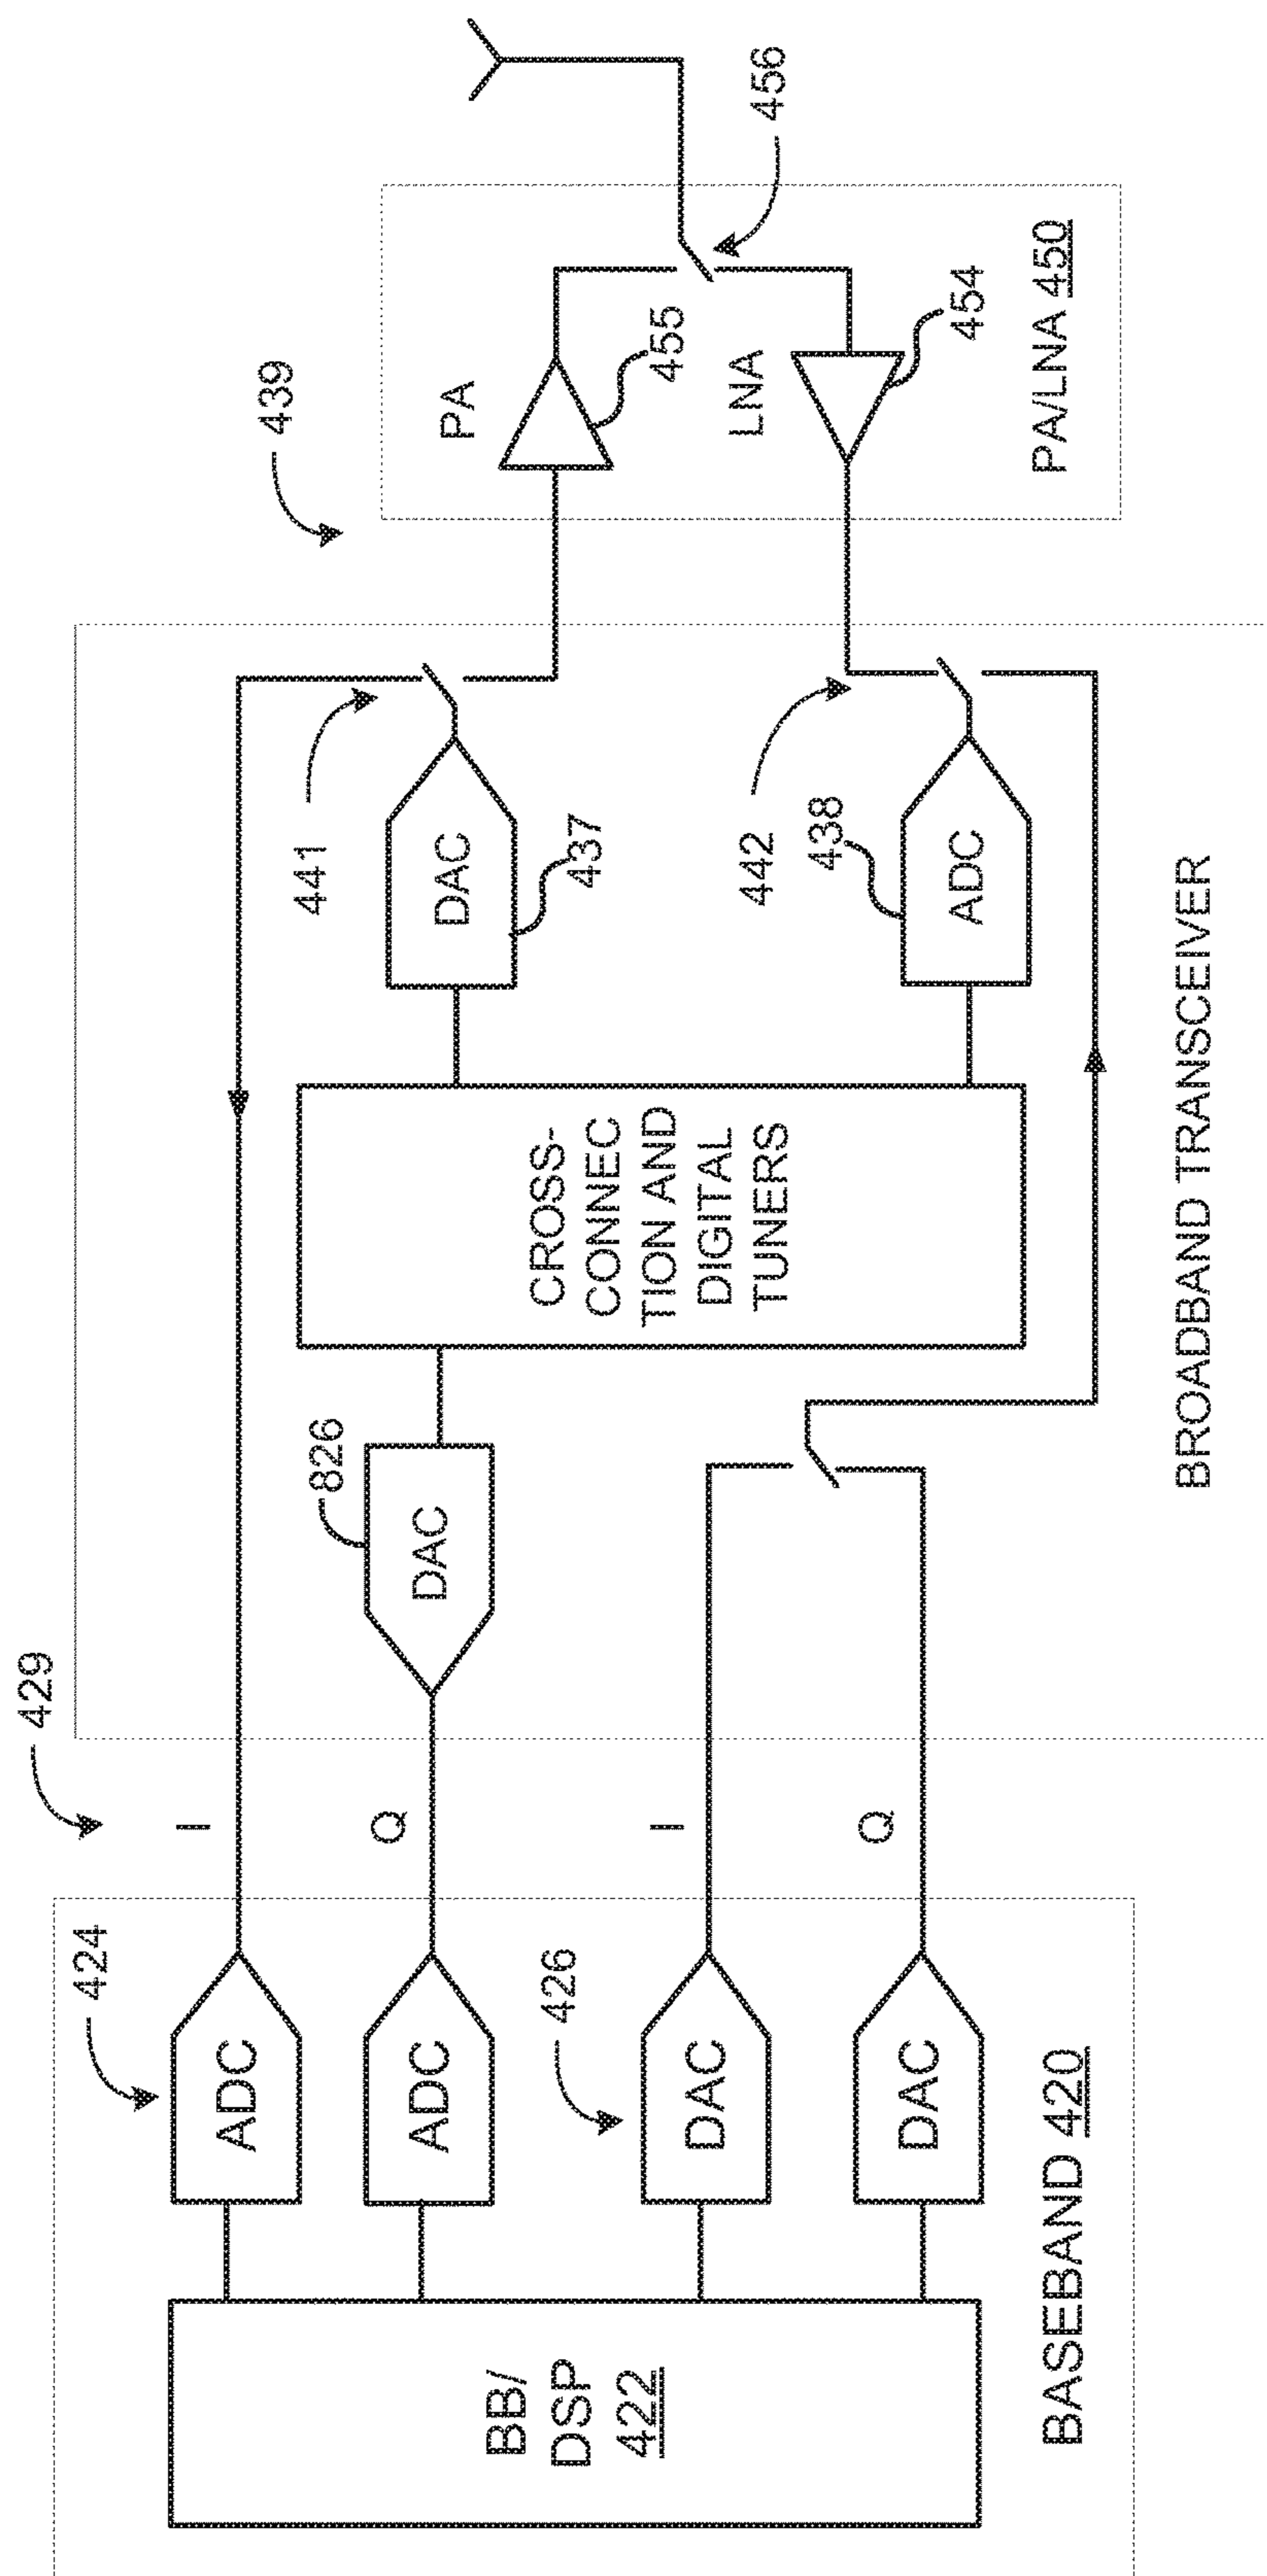 429
439
424
ADC
I
441
DAC
437
PA
455
456
ADC
Q
826
DAC
CROSS-
CONNEC
TION AND
DIGITAL
TUNERS
BB/
DSP
422
426
DAC
I
442
438
ADC
LNA
454
DAC
Q
BASEBAND 420
BROADBAND TRANSCEIVER
PA/LNA 450